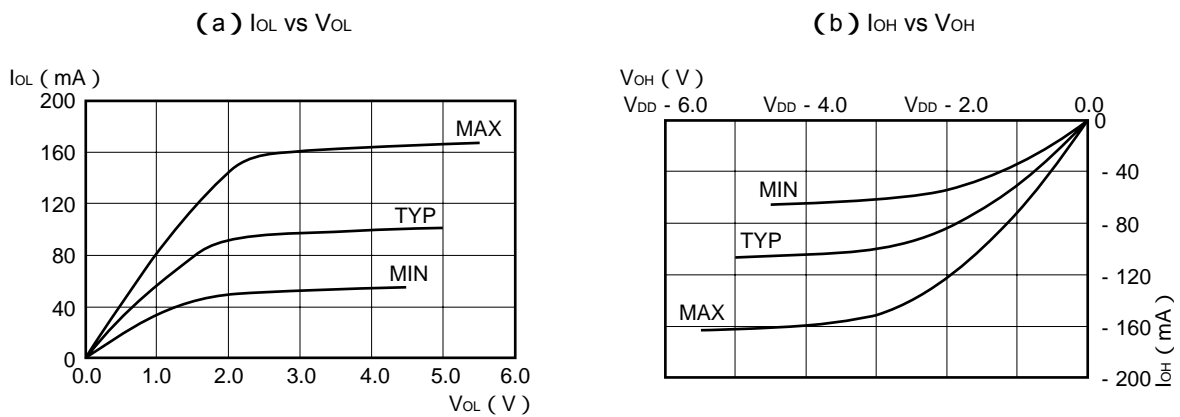 (a) IOL vs VOL
IOL (mA)
200
160
120
80
40
0
0.0 1.0 2.0 3.0 4.0 5.0 6.0
VOL (V)
MAX
TYP
MIN
(b) IOH vs VOH
VOH (V)
VDD - 6.0 VDD - 4.0 VDD - 2.0 0.0
0
- 40
- 80
- 120
- 160
- 200
IOH (mA)
MIN
TYP
MAX